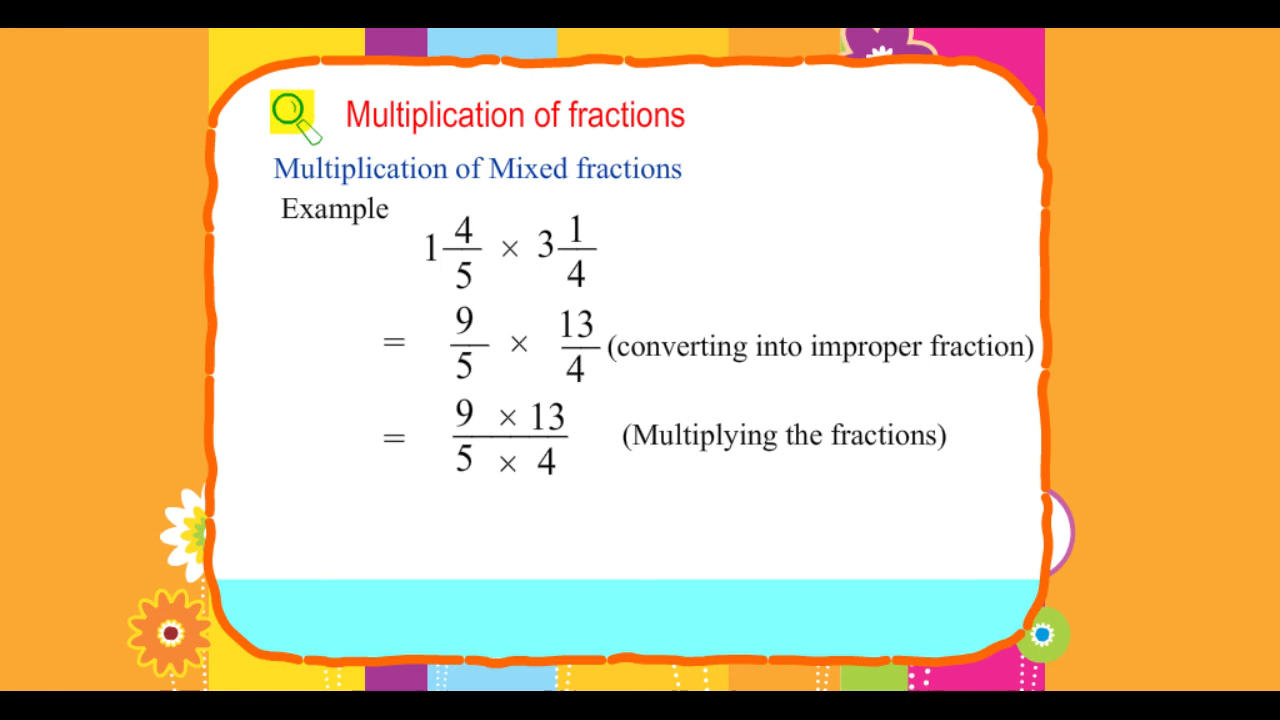 Multiplication of fractions
Multiplication of Mixed fractions
Example
1 4/5 × 3 1/4
= 9/5 × 13/4 (converting into improper fraction)
= 9 × 13 / 5 × 4 (Multiplying the fractions)